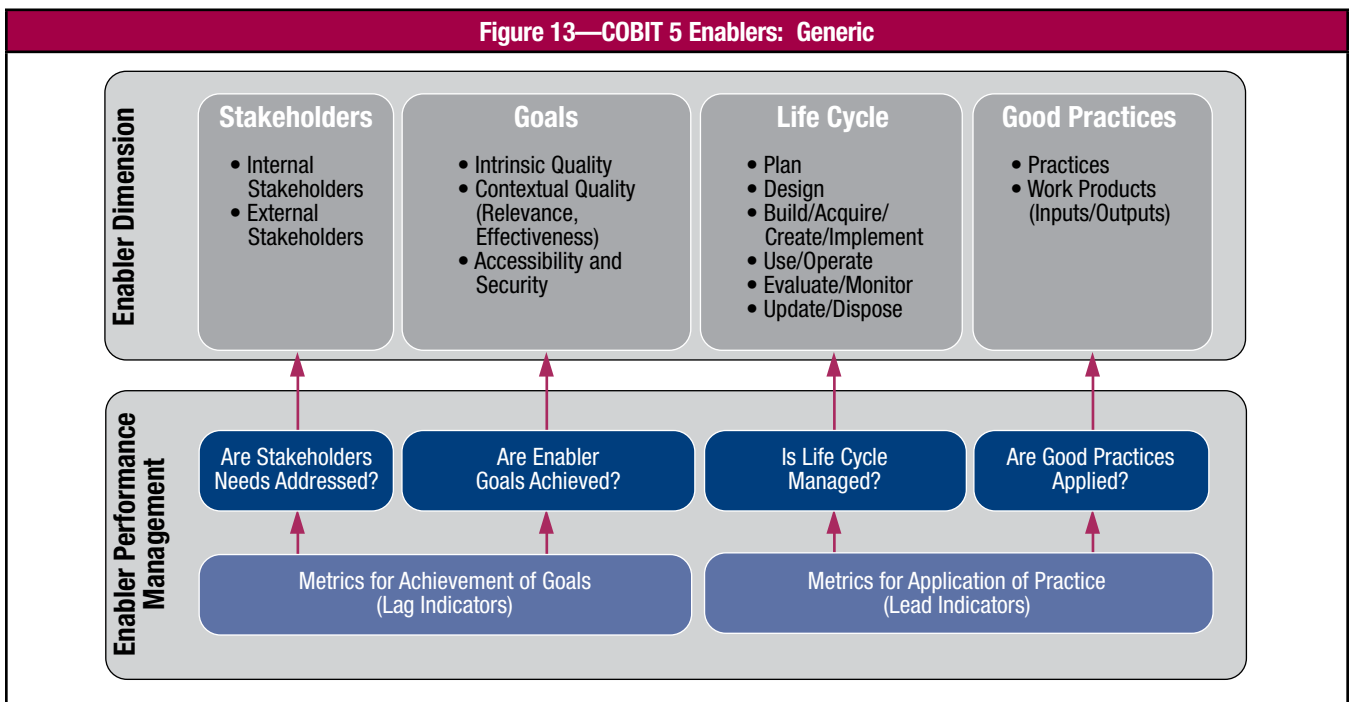 Figure 13—COBIT 5 Enablers: Generic
Enabler Dimension
Stakeholders
• Internal
Stakeholders
• External
Stakeholders
Goals
• Intrinsic Quality
• Contextual Quality
(Relevance,
Effectiveness)
• Accessibility and
Security
Life Cycle
• Plan
• Design
• Build/Acquire/
Create/Implement
• Use/Operate
• Evaluate/Monitor
• Update/Dispose
Good Practices
• Practices
• Work Products
(Inputs/Outputs)
Enabler Performance
Management
Are Stakeholders
Needs Addressed?
Are Enabler
Goals Achieved?
Is Life Cycle
Managed?
Are Good Practices
Applied?
Metrics for Achievement of Goals
(Lag Indicators)
Metrics for Application of Practice
(Lead Indicators)